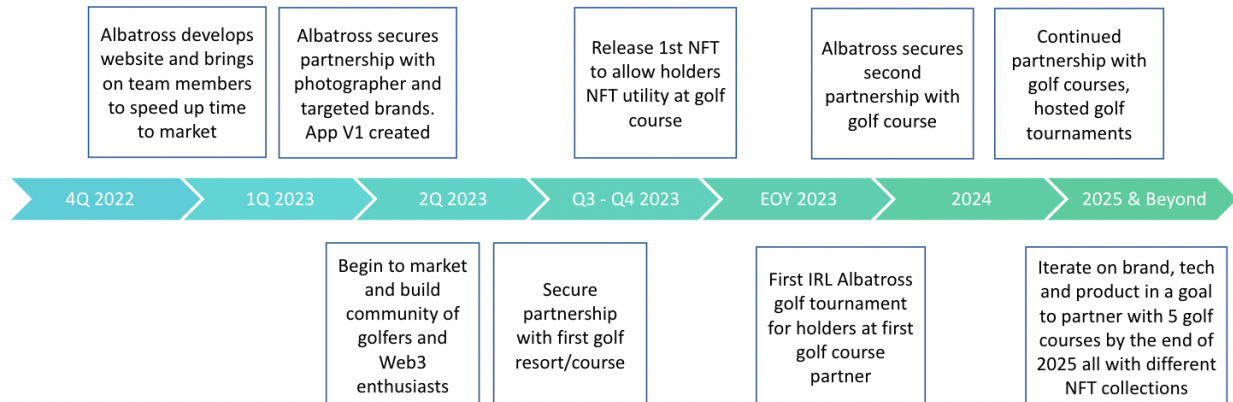 Albatross develops
website and brings
on team members
to speed up time
to market
Albatross secures
partnership with
photographer and
targeted brands.
App V1 created
Release 1st NFT
to allow holders
NFT utility at golf
course
Albatross secures
second
partnership with
golf course
Continued
partnership with
golf courses,
hosted golf
tournaments
4Q 2022
1Q 2023
2Q 2023
Q3 - Q4 2023
EOY 2023
2024
2025 & Beyond
Begin to market
and build
community of
golfers and
Web3
enthusiasts
Secure
partnership
with first golf
resort/course
First IRL Albatross
golf tournament
for holders at first
golf course
partner
Iterate on brand, tech
and product in a goal
to partner with 5 golf
courses by the end of
2025 all with different
NFT collections